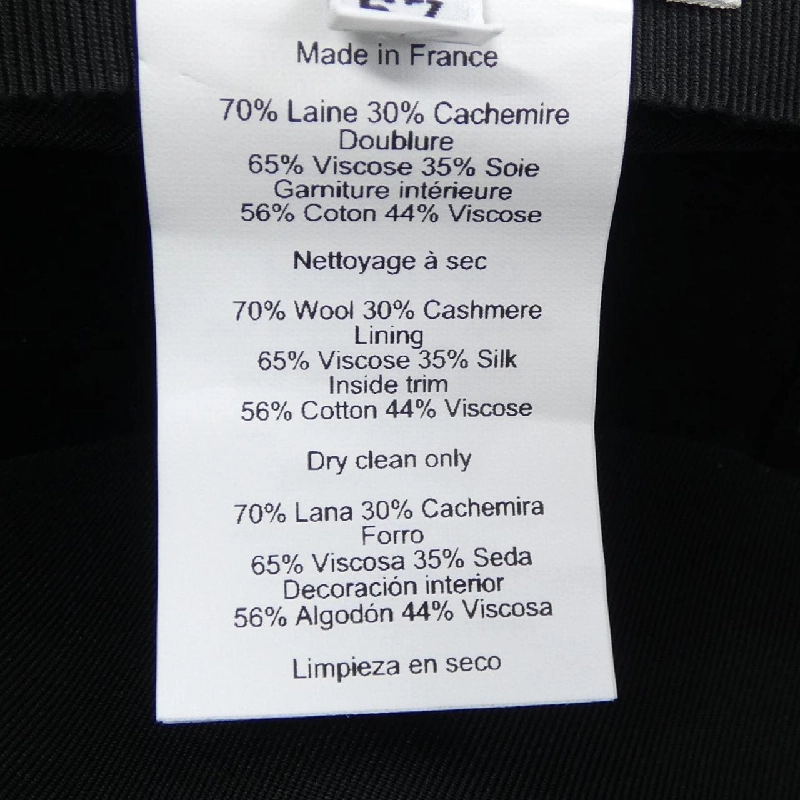 Made in France
70% Laine 30% Cachemire
Doublure
65% Viscose 35% Soie
Garniture intérieure
56% Coton 44% Viscose
Nettoyage à sec
70% Wool 30% Cashmere
Lining
65% Viscose 35% Silk
Inside trim
56% Cotton 44% Viscose
Dry clean only
70% Lana 30% Cachemira
Forro
65% Viscosa 35% Seda
Decoración interior
56% Algodón 44% Viscosa
Limpieza en seco